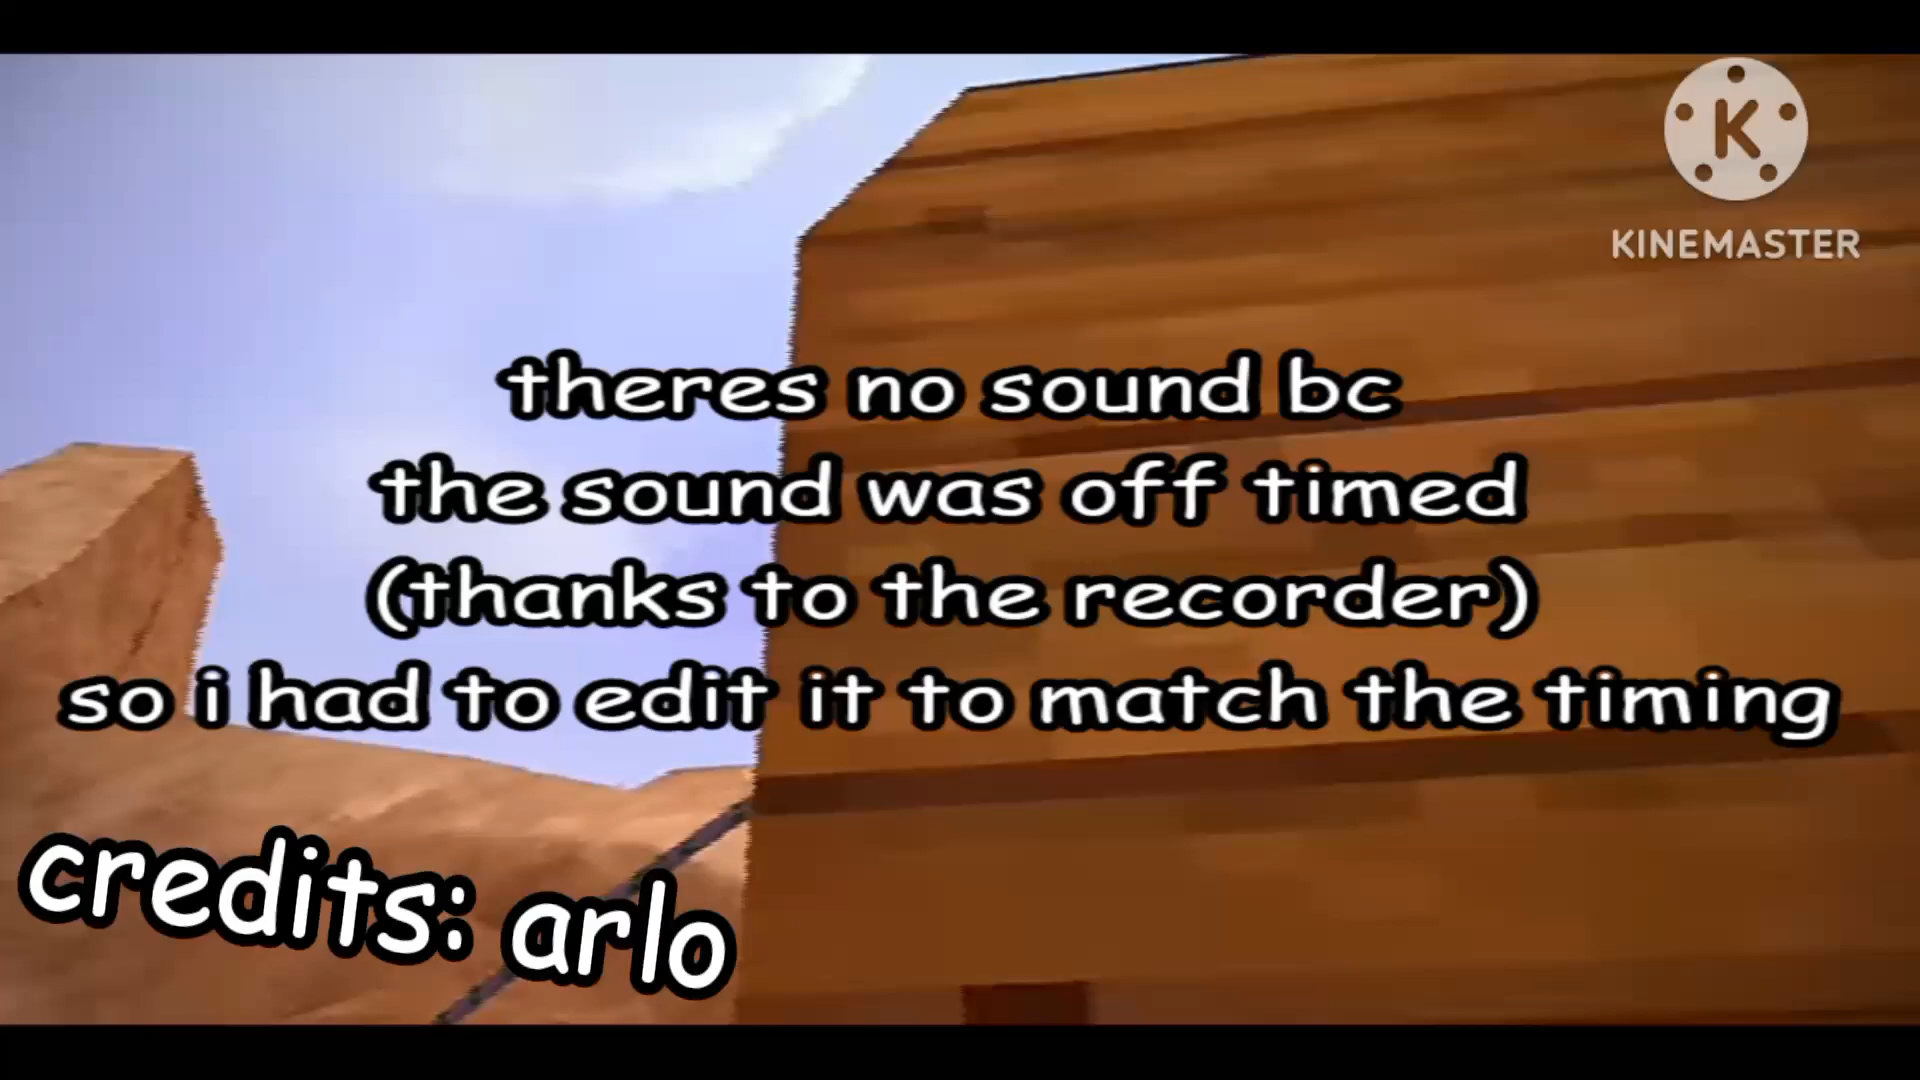 K
KINEMASTER
theres no sound bc
the sound was off timed
(thanks to the recorder)
so i had to edit it to match the timing
credits: arlo